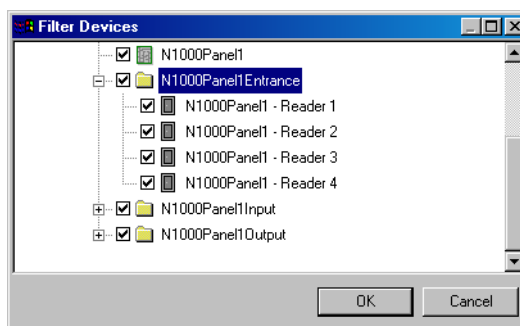 Filter Devices
N1000Panel1
N1000Panel1Entrance
N1000Panel1 - Reader 1
N1000Panel1 - Reader 2
N1000Panel1 - Reader 3
N1000Panel1 - Reader 4
N1000Panel1Input
N1000Panel1Output
OK
Cancel